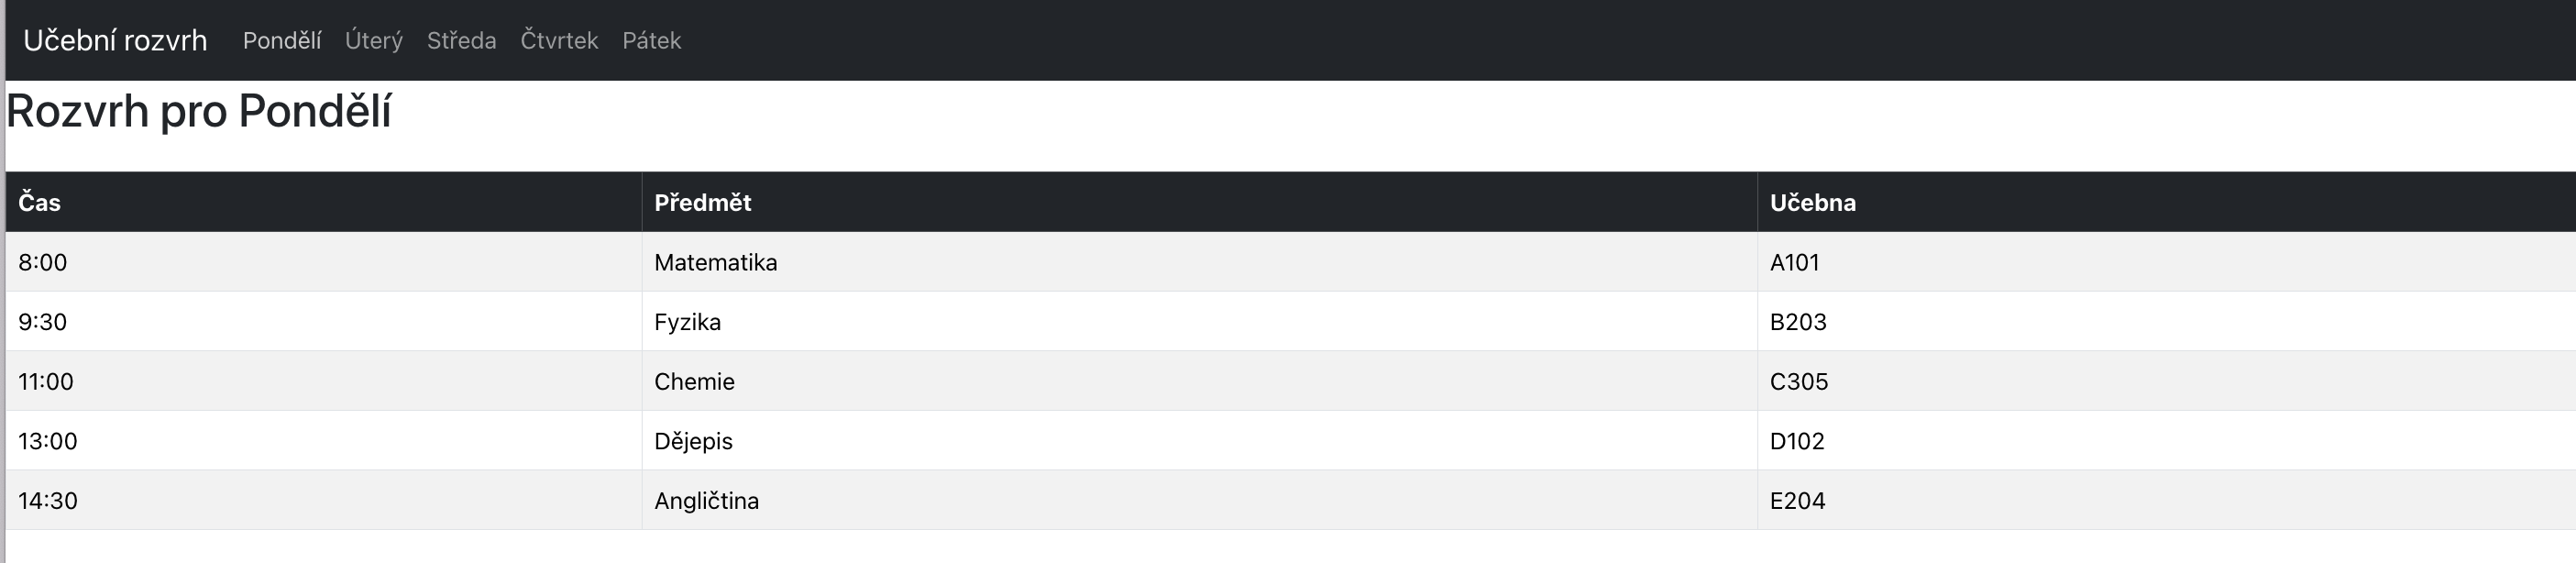 Učební rozvrh Pondělí Úterý Středa Čtvrtek Pátek
Rozvrh pro Pondělí
Čas Předmět Učebna
8:00 Matematika A101
9:30 Fyzika B203
11:00 Chemie C305
13:00 Dějepis D102
14:30 Angličtina E204